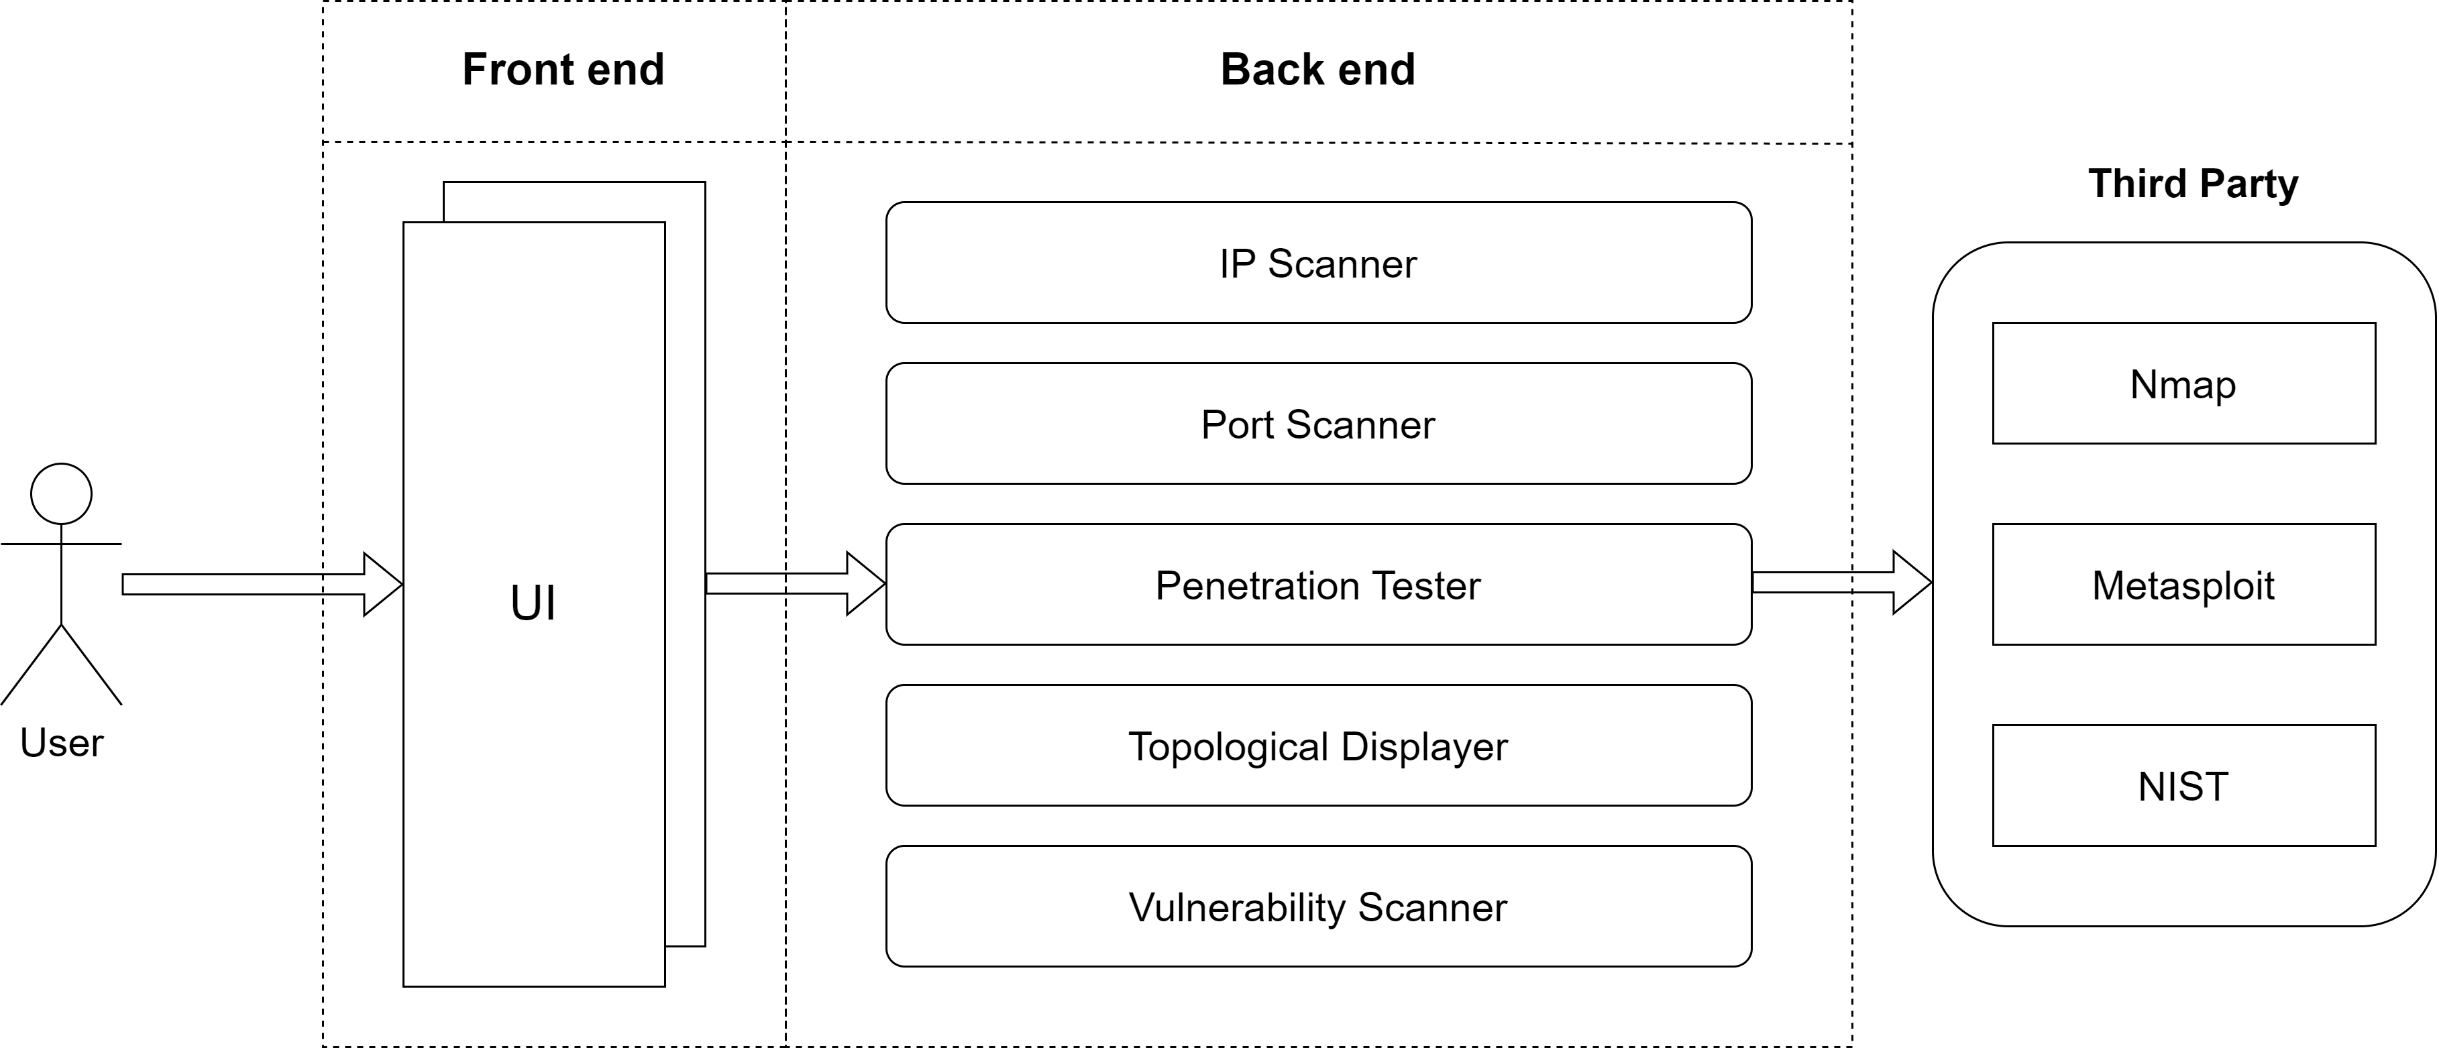 Front end
Back end
Third Party
IP Scanner
Port Scanner
Penetration Tester
Topological Displayer
Vulnerability Scanner
UI
User
Nmap
Metasploit
NIST